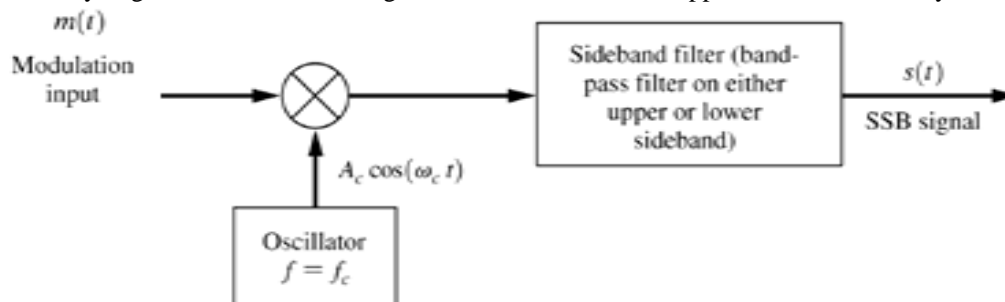 m(t)
Modulation
input
Sideband filter (band-
pass filter on either
upper or lower
sideband)
s(t)
SSB signal
A_c cos(ω_c t)
Oscillator
f = f_c